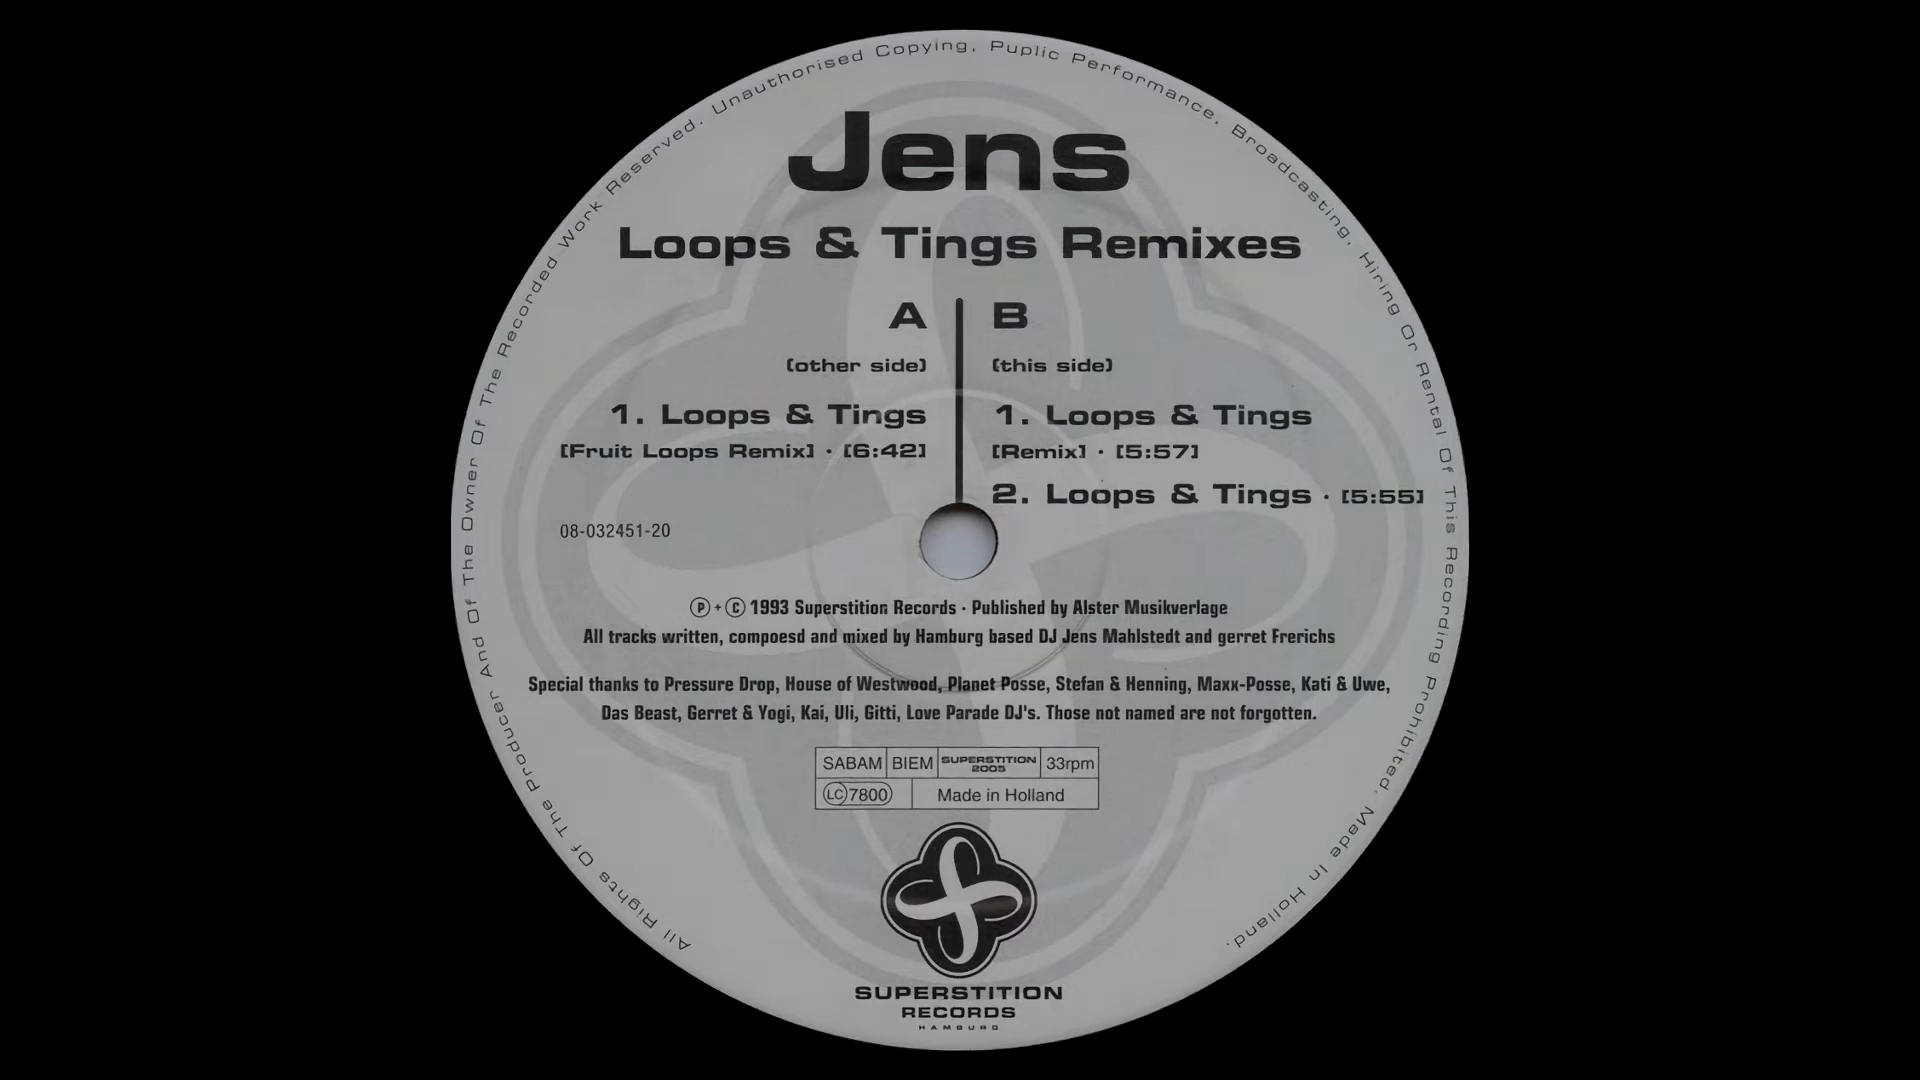 All Rights Of The Producer And Of The Owner Of The Recorded Work Reserved. Unauthorised Copying, Puplic Performance, Broadcasting, Hiring Or Rental Of This Recording Prohibited. Made In Holland.
Jens
Loops & Tings Remixes
A
(other side)
1. Loops & Tings
[Fruit Loops Remix] · [6:42]
B
(this side)
1. Loops & Tings
[Remix] · [5:57]
2. Loops & Tings · [5:55]
08-032451-20
Ⓟ + Ⓒ 1993 Superstition Records · Published by Alster Musikverlage
All tracks written, compoesd and mixed by Hamburg based DJ Jens Mahlstedt and gerret Frerichs
Special thanks to Pressure Drop, House of Westwood, Planet Posse, Stefan & Henning, Maxx-Posse, Kati & Uwe,
Das Beast, Gerret & Yogi, Kai, Uli, Gitti, Love Parade DJ's. Those not named are not forgotten.
SABAM BIEM SUPERSTITION 2005 33rpm
LC 7800 Made in Holland
SUPERSTITION
RECORDS
HAMBURG